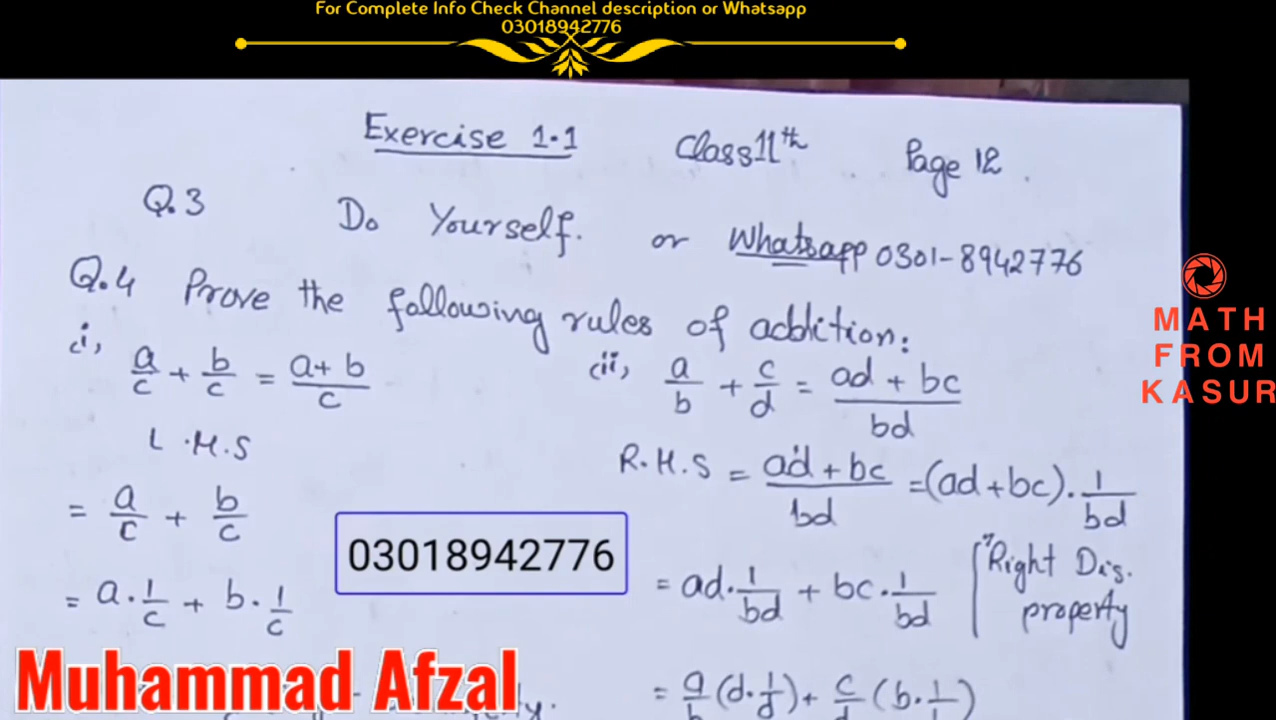 For Complete Info Check Channel description or Whatsapp
03018942776
Exercise 1.1 Class 11th Page 12.
Q.3 Do Yourself. or Whatsapp 0301-8942776
Q.4 Prove the following rules of addition:
(i, a/c + b/c = a+b/c
(ii, a/b + c/d = ad+bc/bd
L.H.S
= a/c + b/c
= a.1/c + b.1/c
R.H.S = ad+bc/bd = (ad+bc).1/bd
= ad.1/bd + bc.1/bd ["Right Dis. property
= a/b(d.1/d) + c/d(b.1/
03018942776
MATH
FROM
KASUR
Muhammad Afzal